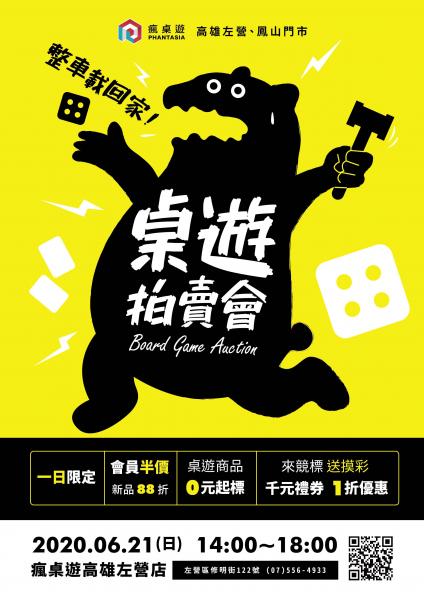 瘋桌遊
PHANTASIA
高雄左營、鳳山門市
整車載回家!
桌遊
拍賣會
Board Game Auction
一日限定
會員半價
新品 88 折
桌遊商品
0元起標
來競標 送摸彩
千元禮券 1折優惠
2020.06.21(日) 14:00~18:00
瘋桌遊高雄左營店
左營區修明街122號 (07)556-4933